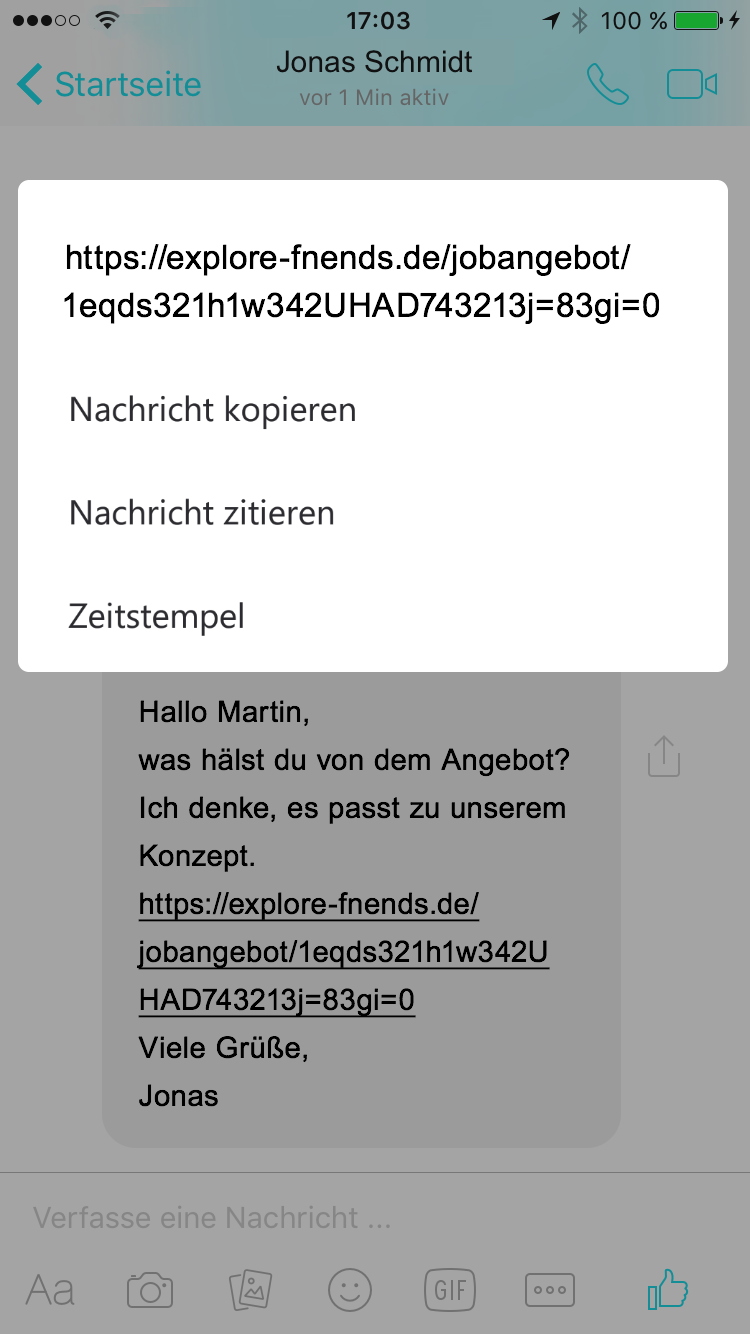 17:03
100 %
Startseite
Jonas Schmidt
vor 1 Min aktiv
https://explore-fnends.de/jobangebot/
1eqds321h1w342UHAD743213j=83gi=0
Nachricht kopieren
Nachricht zitieren
Zeitstempel
Hallo Martin,
was hälst du von dem Angebot?
Ich denke, es passt zu unserem
Konzept.
https://explore-fnends.de/
jobangebot/1eqds321h1w342U
HAD743213j=83gi=0
Viele Grüße,
Jonas
Verfasse eine Nachricht ...
Aa
GIF